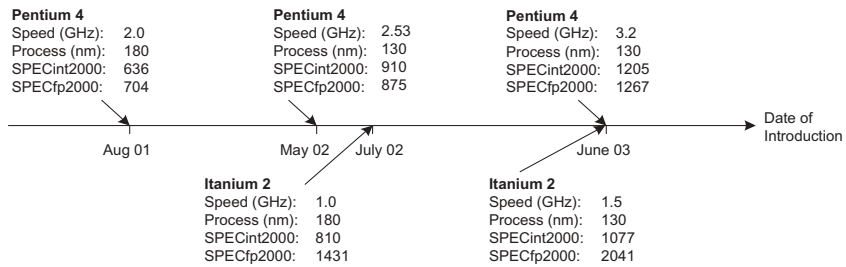 Pentium 4
Speed (GHz): 2.0
Process (nm): 180
SPECint2000: 636
SPECfp2000: 704
Pentium 4
Speed (GHz): 2.53
Process (nm): 130
SPECint2000: 910
SPECfp2000: 875
Pentium 4
Speed (GHz): 3.2
Process (nm): 130
SPECint2000: 1205
SPECfp2000: 1267
Date of
Introduction
Aug 01
May 02
July 02
June 03
Itanium 2
Speed (GHz): 1.0
Process (nm): 180
SPECint2000: 810
SPECfp2000: 1431
Itanium 2
Speed (GHz): 1.5
Process (nm): 130
SPECint2000: 1077
SPECfp2000: 2041